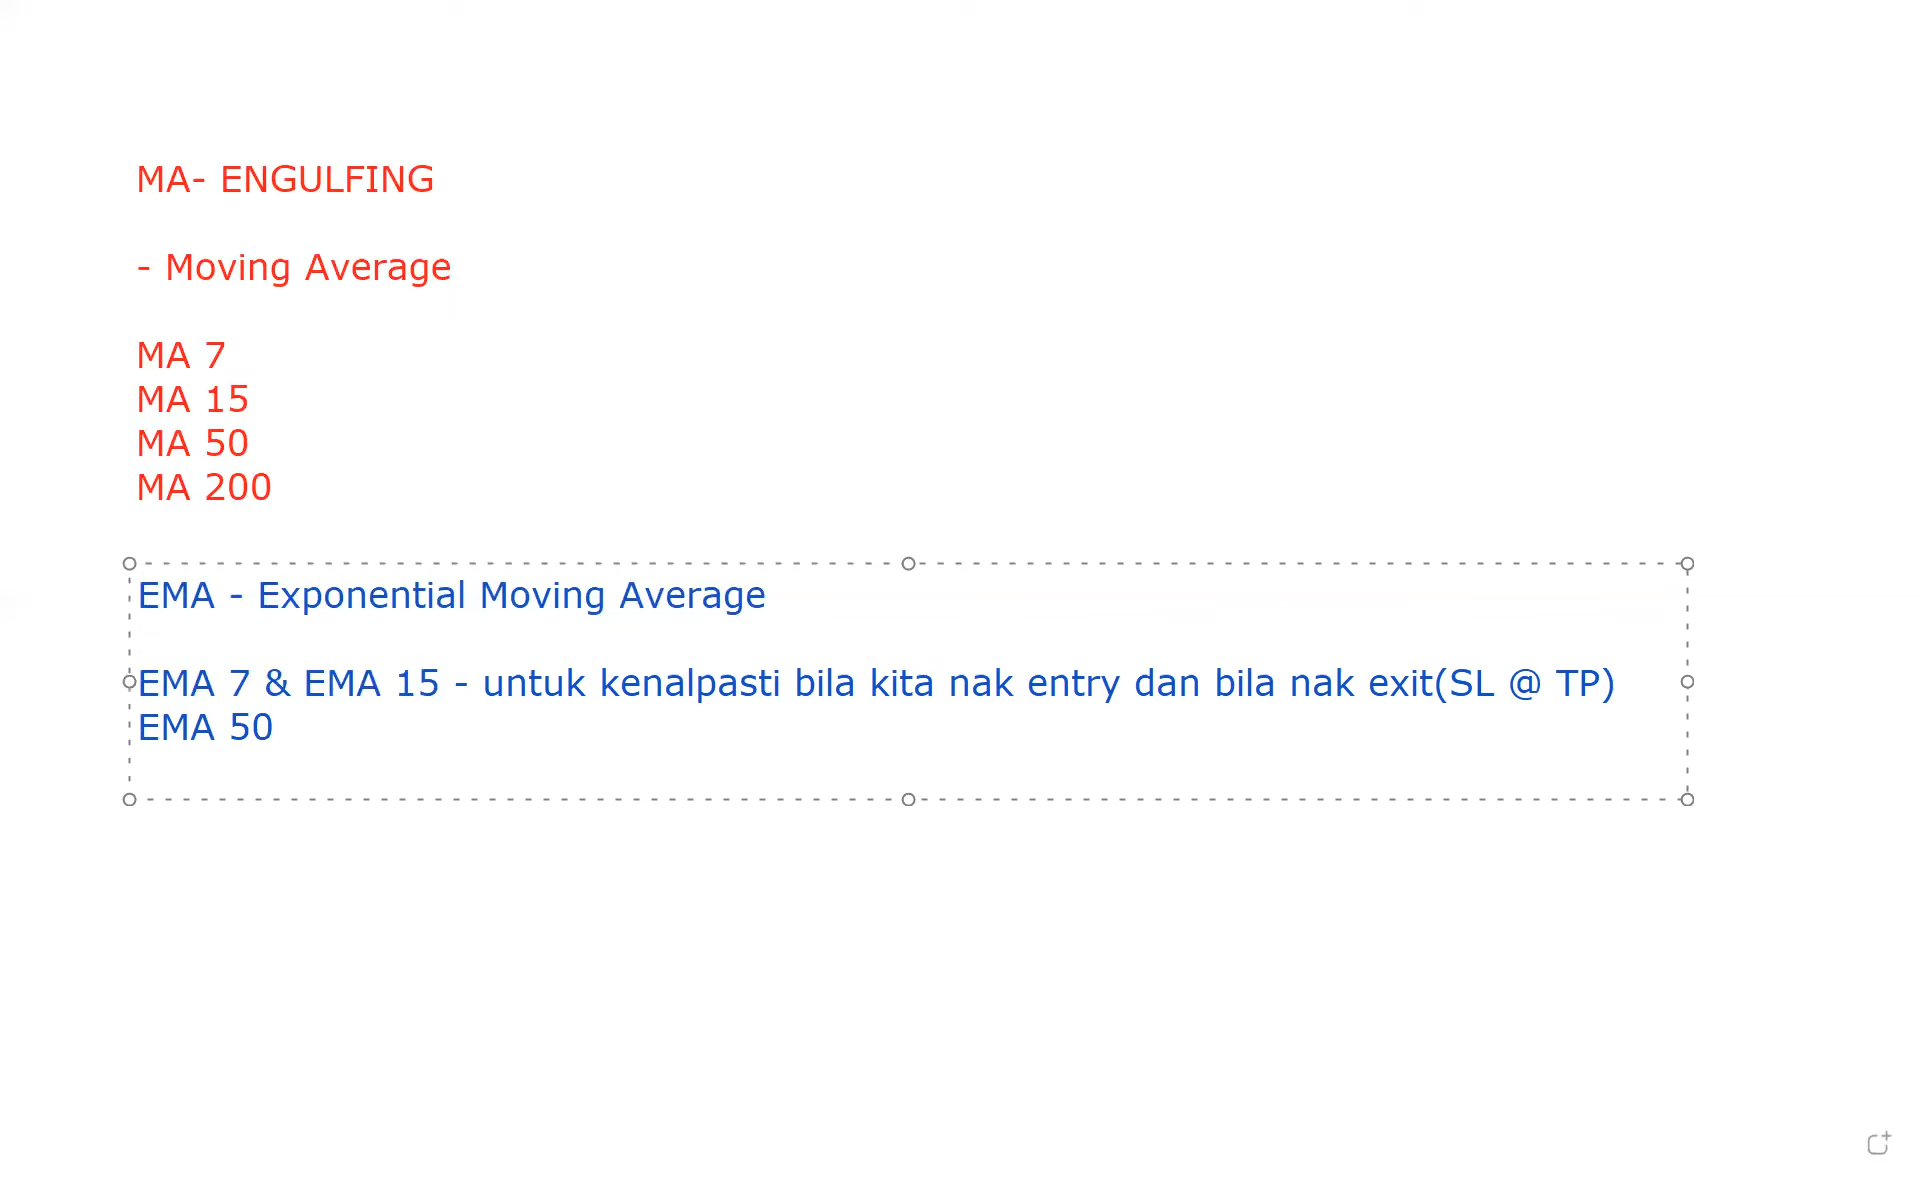 MA- ENGULFING
- Moving Average
MA 7
MA 15
MA 50
MA 200
EMA - Exponential Moving Average
EMA 7 & EMA 15 - untuk kenalpasti bila kita nak entry dan bila nak exit(SL @ TP)
EMA 50